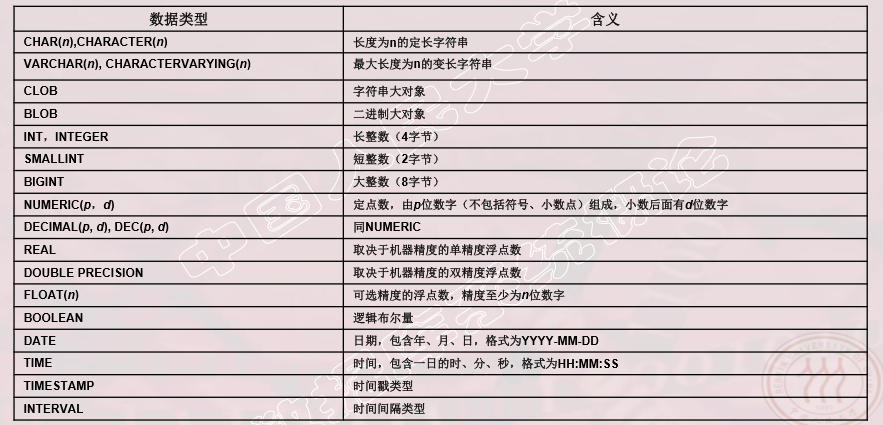 数据类型 含义
CHAR(n),CHARACTER(n) 长度为n的定长字符串
VARCHAR(n), CHARACTERVARYING(n) 最大长度为n的变长字符串
CLOB 字符串大对象
BLOB 二进制大对象
INT，INTEGER 长整数（4字节）
SMALLINT 短整数（2字节）
BIGINT 大整数（8字节）
NUMERIC(p，d) 定点数，由p位数字（不包括符号、小数点）组成，小数后面有d位数字
DECIMAL(p, d), DEC(p, d) 同NUMERIC
REAL 取决于机器精度的单精度浮点数
DOUBLE PRECISION 取决于机器精度的双精度浮点数
FLOAT(n) 可选精度的浮点数，精度至少为n位数字
BOOLEAN 逻辑布尔量
DATE 日期，包含年、月、日，格式为YYYY-MM-DD
TIME 时间，包含一日的时、分、秒，格式为HH:MM:SS
TIMESTAMP 时间戳类型
INTERVAL 时间间隔类型